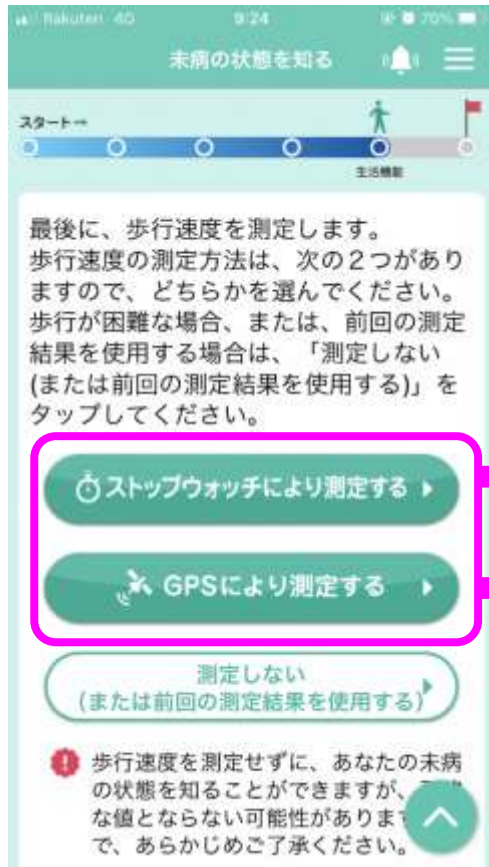 Rakuten 4G 9:24 70%
未病の状態を知る
スタート→
生活機能
最後に、歩行速度を測定します。
歩行速度の測定方法は、次の2つがあり
ますので、どちらかを選んでください。
歩行が困難な場合、または、前回の測定
結果を使用する場合は、「測定しない
(または前回の測定結果を使用する)」を
タップしてください。
ストップウォッチにより測定する
GPSにより測定する
測定しない
(または前回の測定結果を使用する)
歩行速度を測定せずに、あなたの未病
の状態を知ることができますが、
な値とならない可能性があります
で、あらかじめご了承ください。